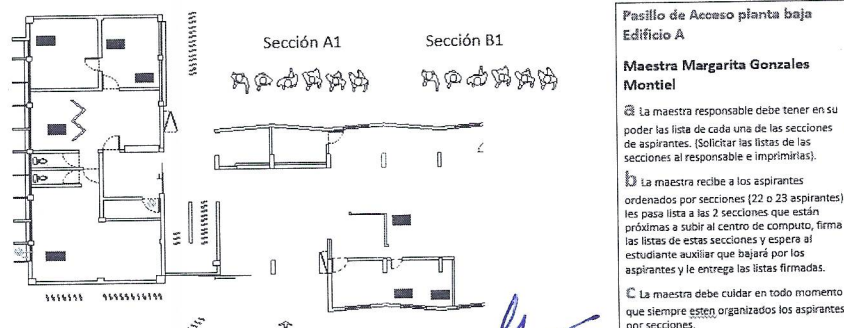 Sección A1
Sección B1
Pasillo de Acceso planta baja
Edificio A
Maestra Margarita Gonzales
Montiel
a La maestra responsable debe tener en su
poder las lista de cada una de las secciones
de aspirantes. (Solicitar las listas de las
secciones al responsable e imprimirlas).
b La maestra recibe a los aspirantes
ordenados por secciones (22 o 23 aspirantes)
les pasa lista a las 2 secciones que están
próximas a subir al centro de computo, firma
las listas de estas secciones y espera al
estudiante auxiliar que bajará por los
aspirantes y le entrega las listas firmadas.
C La maestra debe cuidar en todo momento
que siempre esten organizados los aspirantes
por secciones.